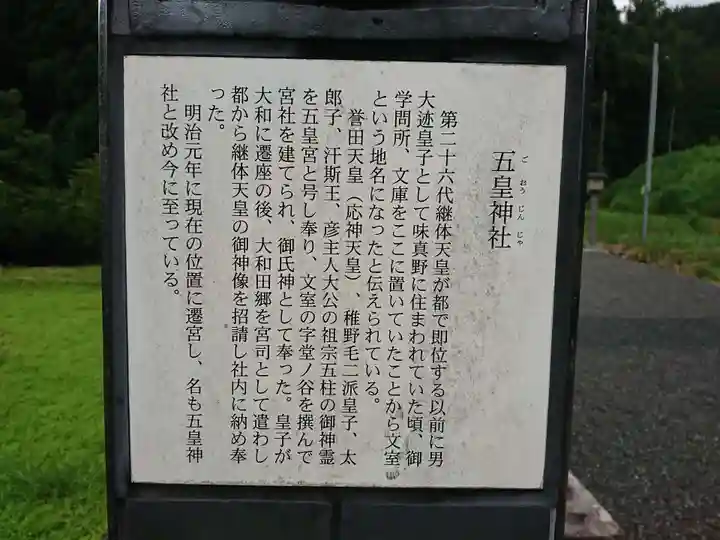 五皇神社
ごおうじんじゃ
第二十六代継体天皇が都で即位する以前に男
大迹皇子として味真野に住まわれていた頃、御
学問所、文庫をここに置いていたことから文室
という地名になったと伝えられている。
誉田天皇（応神天皇）、稚野毛二派皇子、太
郎子、汗斯王、彦主人大公の祖宗五柱の御神霊
を五皇宮と号し奉り、文室の字堂ノ谷を撰んで
宮社を建てられ、御氏神として奉った。皇子が
大和に遷座の後、大和田郷を宮司として遣わし
都から継体天皇の御神像を招請し社内に納め奉
った。
明治元年に現在の位置に遷宮し、名も五皇神
社と改め今に至っている。